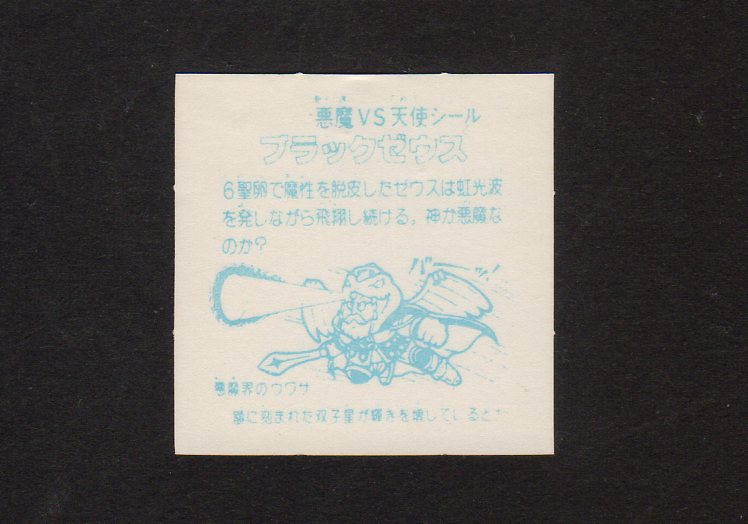 悪魔VS天使シール
ブラックゼウス
6聖卵で魔性を脱皮したゼウスは虹光波
を発しながら飛翔し続ける。神か悪魔な
のか?
バーッ!
悪魔界のウワサ
に刻まれた双子星が輝きを壊しているとか